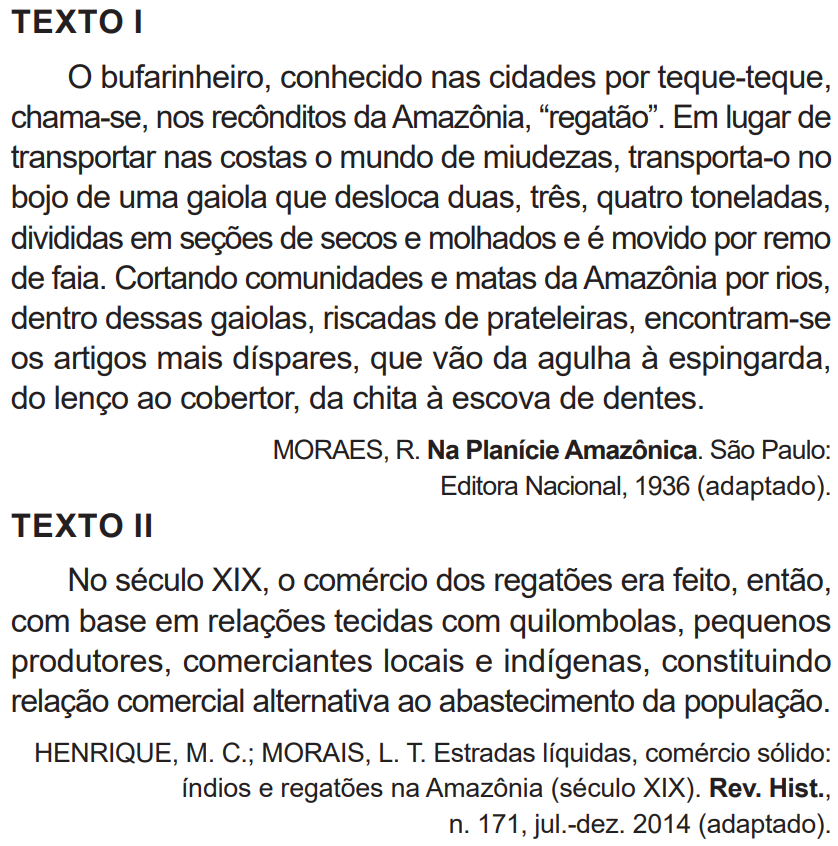 TEXTO I
O bufarinheiro, conhecido nas cidades por teque-teque,
chama-se, nos recônditos da Amazônia, “regatão”. Em lugar de
transportar nas costas o mundo de miudezas, transporta-o no
bojo de uma gaiola que desloca duas, três, quatro toneladas,
divididas em seções de secos e molhados e é movido por remo
de faia. Cortando comunidades e matas da Amazônia por rios,
dentro dessas gaiolas, riscadas de prateleiras, encontram-se
os artigos mais díspares, que vão da agulha à espingarda,
do lenço ao cobertor, da chita à escova de dentes.
MORAES, R. Na Planície Amazônica. São Paulo:
Editora Nacional, 1936 (adaptado).
TEXTO II
No século XIX, o comércio dos regatões era feito, então,
com base em relações tecidas com quilombolas, pequenos
produtores, comerciantes locais e indígenas, constituindo
relação comercial alternativa ao abastecimento da população.
HENRIQUE, M. C.; MORAIS, L. T. Estradas líquidas, comércio sólido:
índios e regatões na Amazônia (século XIX). Rev. Hist.,
n. 171, jul.-dez. 2014 (adaptado).